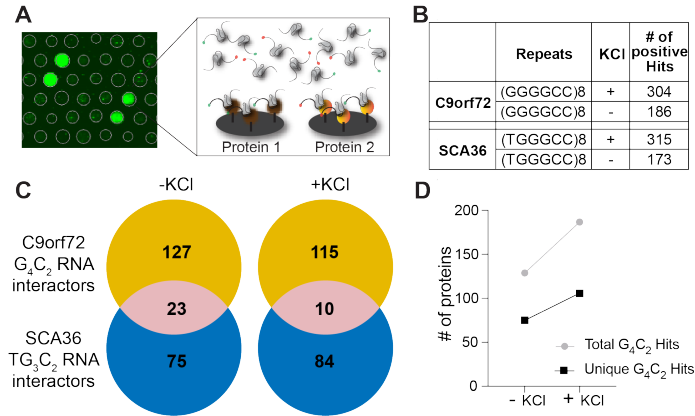 A
Protein 1
Protein 2
B
Repeats
KCl
# of
positive
Hits
C9orf72
(GGGGCC)8
+
304
(GGGGCC)8
-
186
SCA36
(TGGGCC)8
+
315
(TGGGCC)8
-
173
C
-KCl
+KCl
C9orf72
G4C2 RNA
interactors
127
115
23
10
SCA36
TG3C2 RNA
interactors
75
84
D
# of proteins
200
150
100
50
0
Total G4C2 Hits
Unique G4C2 Hits
- KCl
+ KCl